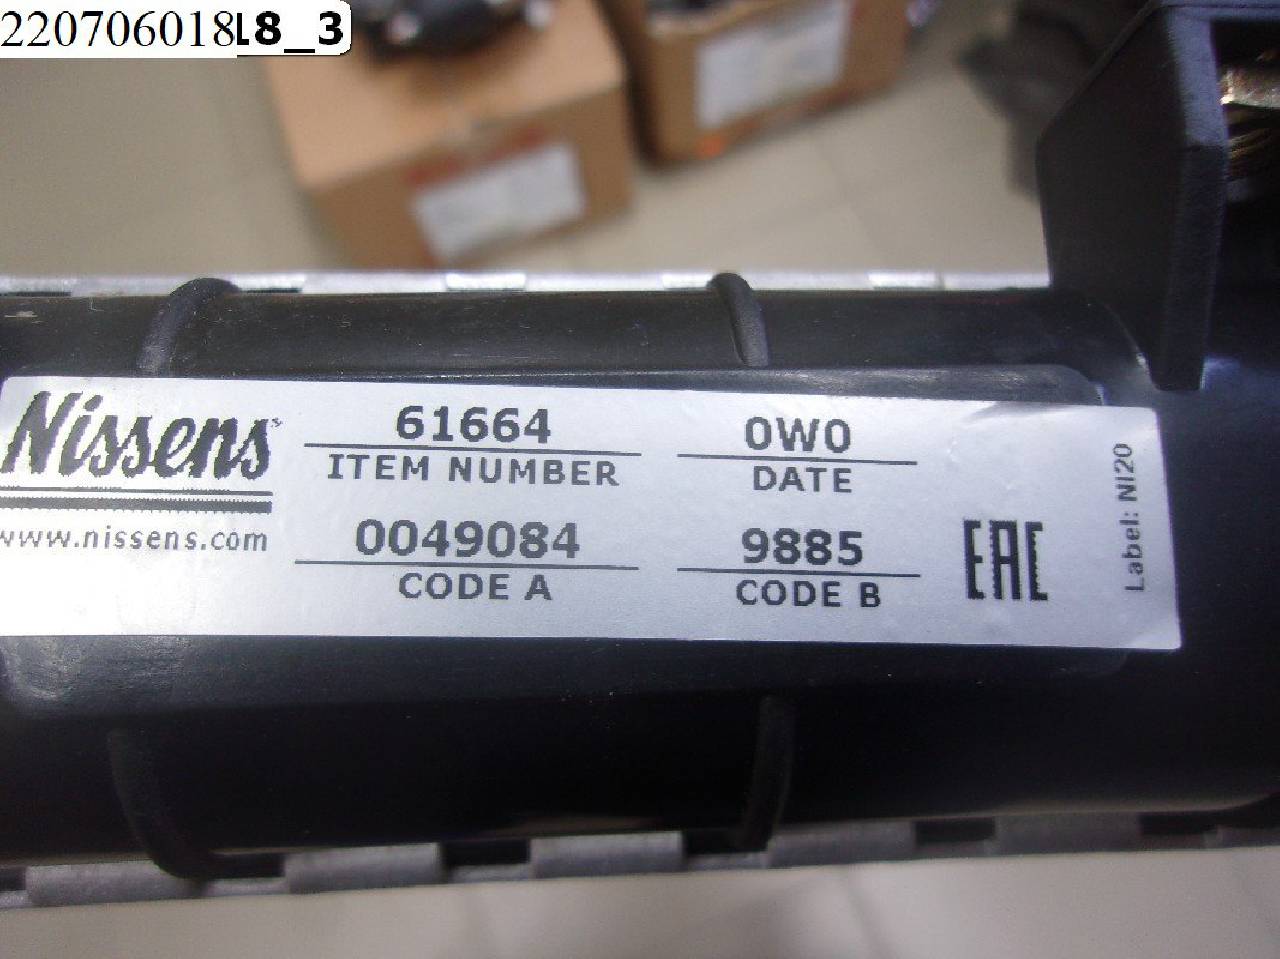 220706018L8_3
Nissens
www.nissens.com
61664
ITEM NUMBER
0W0
DATE
0049084
CODE A
9885
CODE B
EAC
Label: NI20